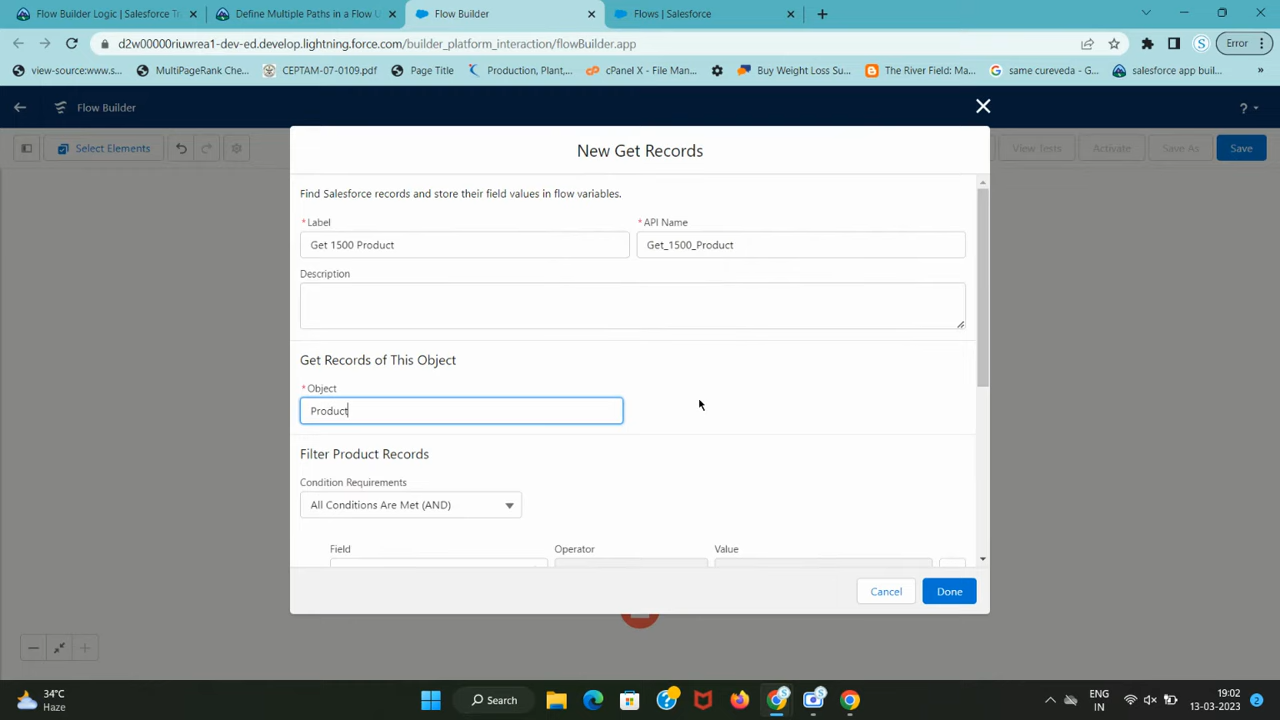 Flow Builder Logic | Salesforce Tr
Define Multiple Paths in a Flow U
Flow Builder
Flows | Salesforce
d2w00000riuwrea1-dev-ed.develop.lightning.force.com/builder_platform_interaction/flowBuilder.app
Error
view-source:www.s...
MultiPageRank Che...
CEPTAM-07-0109.pdf
Page Title
Production, Plant,...
cPanel X - File Man...
Buy Weight Loss Su...
The River Field: Ma...
same cureveda - G...
salesforce app buil...
Flow Builder
?
Select Elements
View Tests
Activate
Save As
Save
New Get Records
Find Salesforce records and store their field values in flow variables.
*Label
*API Name
Get 1500 Product
Get_1500_Product
Description
Get Records of This Object
*Object
Product
Filter Product Records
Condition Requirements
All Conditions Are Met (AND)
Field
Operator
Value
Cancel
Done
34°C
Haze
Search
ENG
IN
19:02
13-03-2023
2